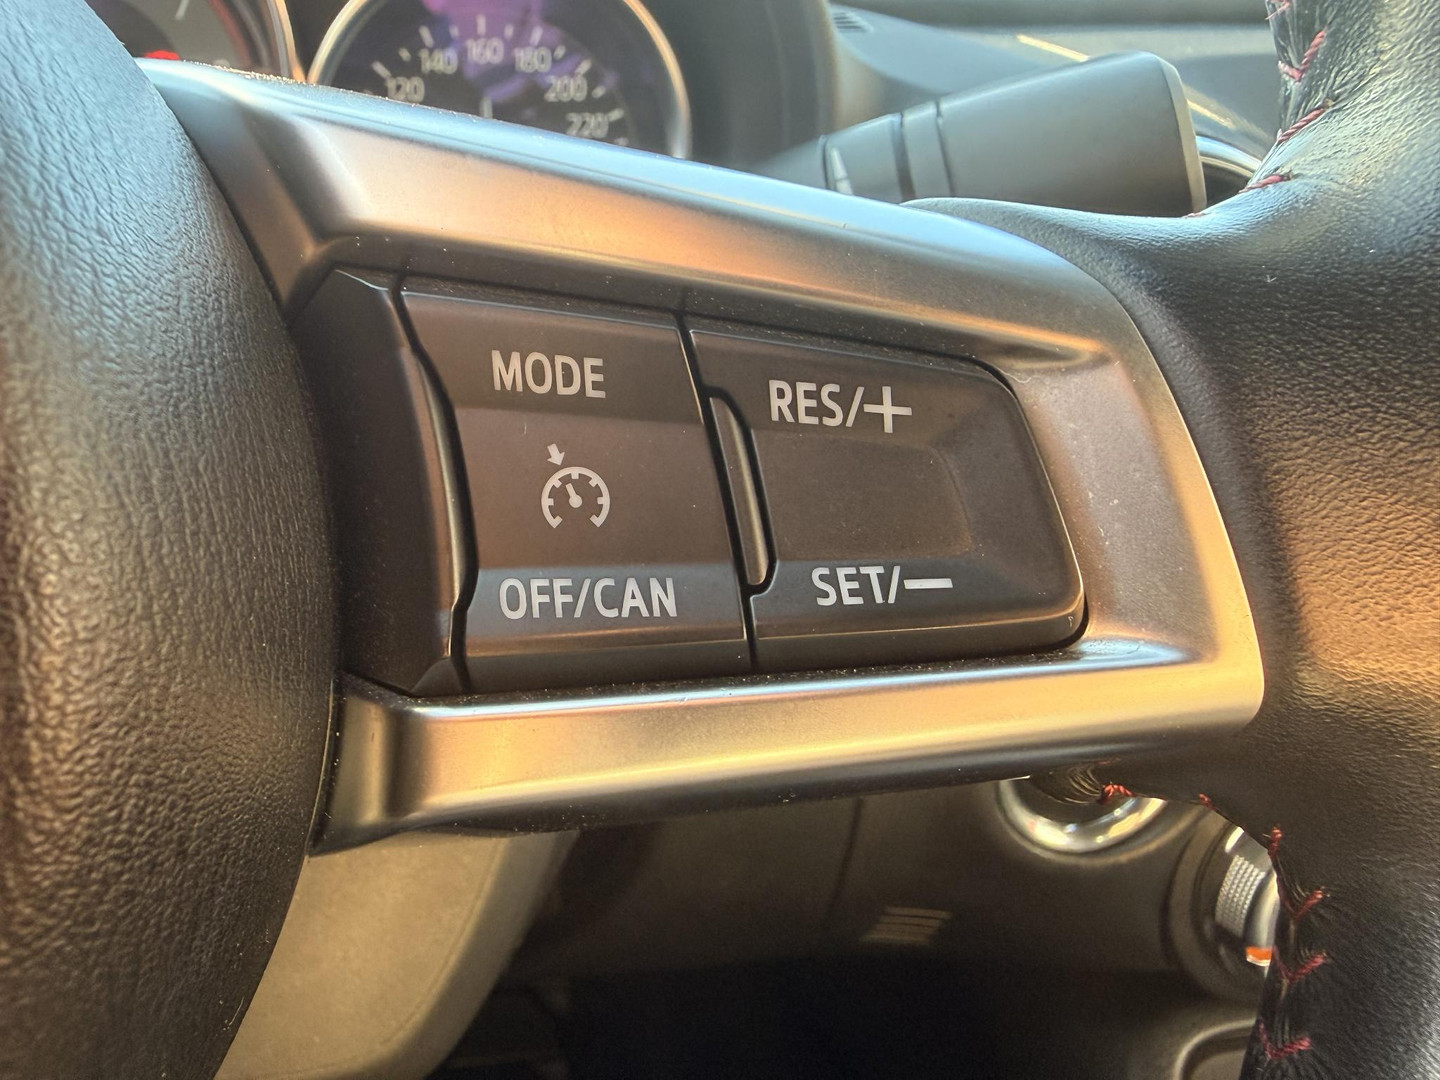 120
140
160
180
200
220
MODE
RES/+
OFF/CAN
SET/—